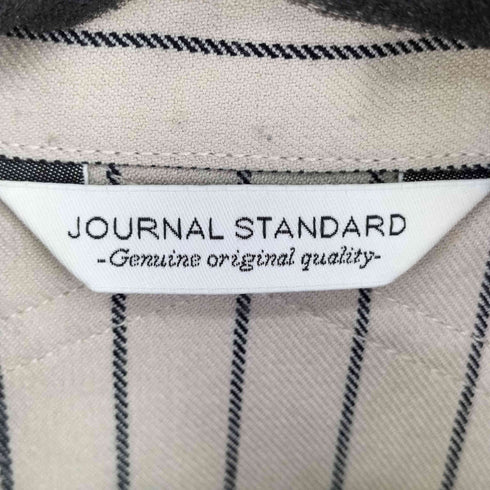 JOURNAL STANDARD
-Genuine original quality-